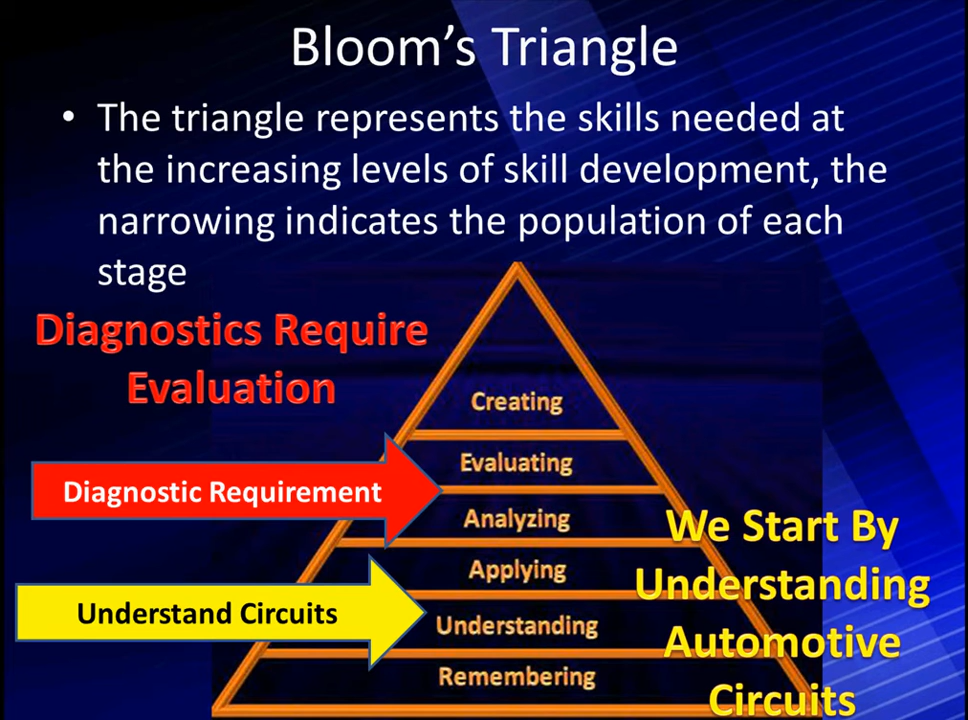 Bloom's Triangle
• The triangle represents the skills needed at
the increasing levels of skill development, the
narrowing indicates the population of each
stage
Diagnostics Require
Evaluation
Creating
Evaluating
Diagnostic Requirement
Analyzing
We Start By
Understanding
Automotive
Circuits
Applying
Understand Circuits
Understanding
Remembering